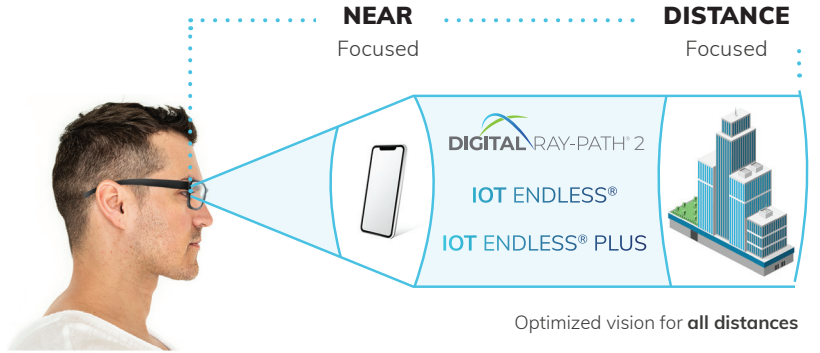 NEAR
Focused
DISTANCE
Focused
DIGITAL RAY-PATH® 2
IOT ENDLESS®
IOT ENDLESS® PLUS
Optimized vision for all distances